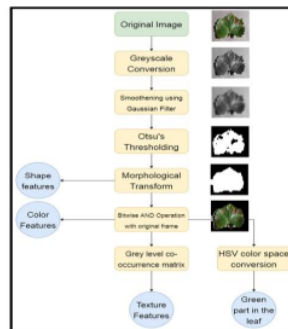 Original Image
Greyscale
Conversion
Smoothening using
Gaussian Filter
Otsu's
Thresholding
Shape
features
Morphological
Transform
Color
Features
Bitwise AND Operation
with original frame
Grey level co-
occurrence matrix
HSV color space
conversion
Texture
Features
Green
part in the
leaf